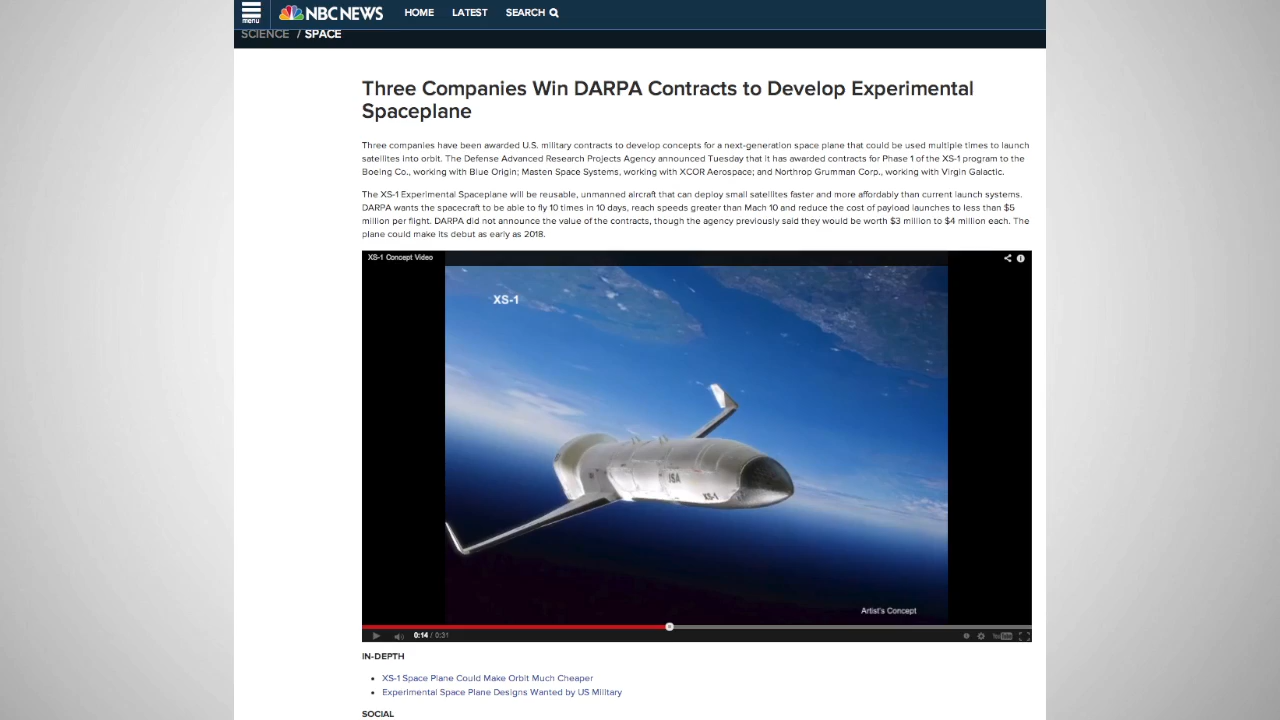 menu
NBC NEWS
HOME LATEST SEARCH
SCIENCE / SPACE
Three Companies Win DARPA Contracts to Develop Experimental
Spaceplane
Three companies have been awarded U.S. military contracts to develop concepts for a next-generation space plane that could be used multiple times to launch
satellites into orbit. The Defense Advanced Research Projects Agency announced Tuesday that it has awarded contracts for Phase 1 of the XS-1 program to the
Boeing Co., working with Blue Origin; Masten Space Systems, working with XCOR Aerospace; and Northrop Grumman Corp., working with Virgin Galactic.
The XS-1 Experimental Spaceplane will be reusable, unmanned aircraft that can deploy small satellites faster and more affordably than current launch systems.
DARPA wants the spacecraft to be able to fly 10 times in 10 days, reach speeds greater than Mach 10 and reduce the cost of payload launches to less than $5
million per flight. DARPA did not announce the value of the contracts, though the agency previously said they would be worth $3 million to $4 million each. The
plane could make its debut as early as 2018.
XS-1 Concept Video
XS-1
XS-1
Artist's Concept
0:14 / 0:31
IN-DEPTH
• XS-1 Space Plane Could Make Orbit Much Cheaper
• Experimental Space Plane Designs Wanted by US Military
SOCIAL